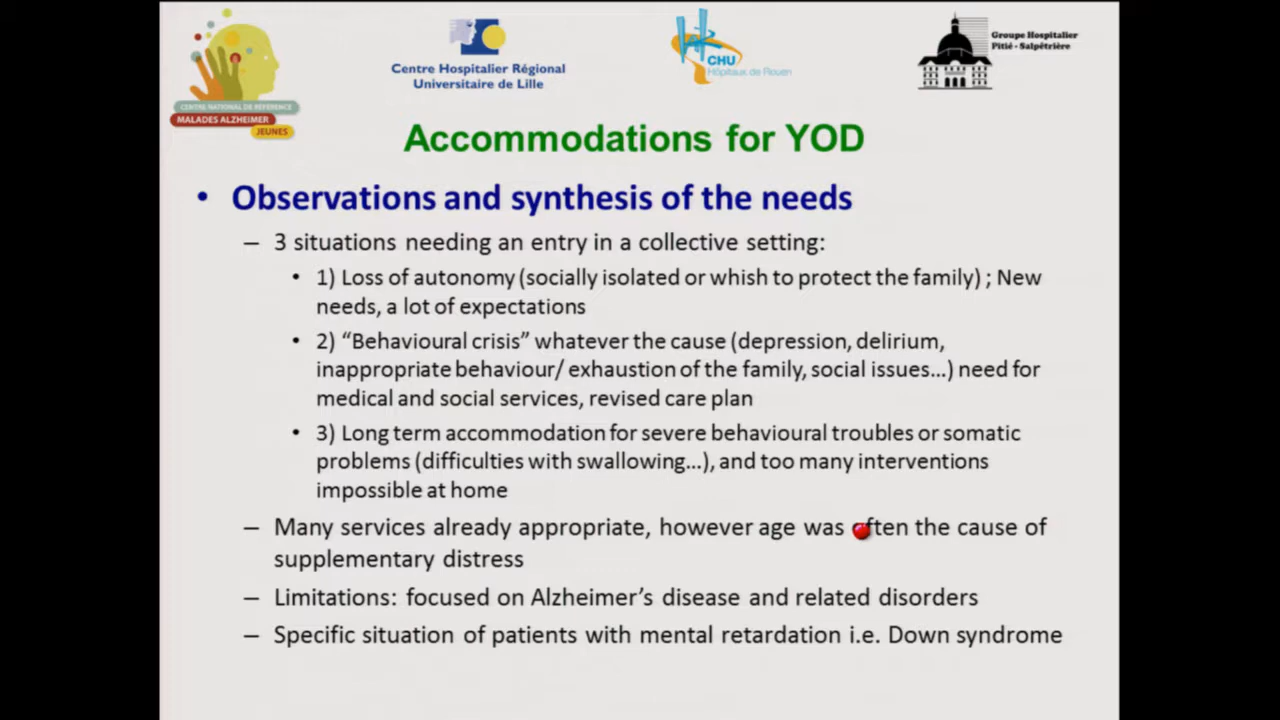 CENTRE NATIONAL DE RÉFÉRENCE
MALADES ALZHEIMER
JEUNES
Centre Hospitalier Régional
Universitaire de Lille
CHU
Hôpitaux de Rouen
Groupe Hospitalier
Pitié - Salpêtrière
Accommodations for YOD
• Observations and synthesis of the needs
– 3 situations needing an entry in a collective setting:
• 1) Loss of autonomy (socially isolated or whish to protect the family) ; New
needs, a lot of expectations
• 2) “Behavioural crisis” whatever the cause (depression, delirium,
inappropriate behaviour/ exhaustion of the family, social issues…) need for
medical and social services, revised care plan
• 3) Long term accommodation for severe behavioural troubles or somatic
problems (difficulties with swallowing…), and too many interventions
impossible at home
– Many services already appropriate, however age was often the cause of
supplementary distress
– Limitations: focused on Alzheimer’s disease and related disorders
– Specific situation of patients with mental retardation i.e. Down syndrome